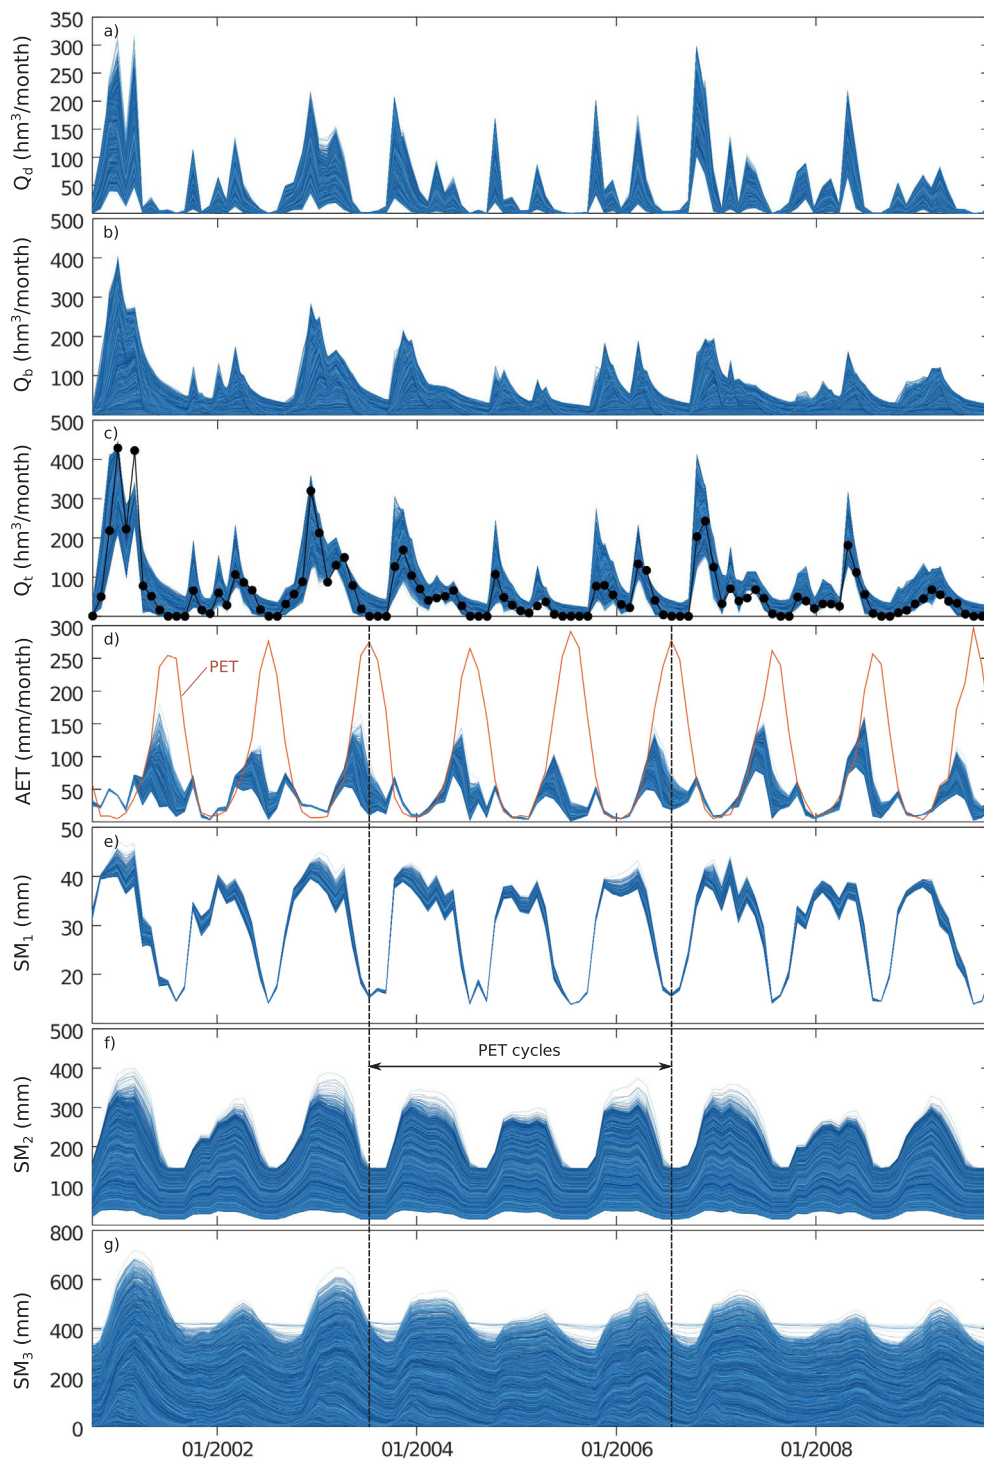 a)
350
300
250
200
150
100
50
Qd (hm³/month)
b)
500
400
300
200
100
Qb (hm³/month)
c)
500
400
300
200
100
Qt (hm³/month)
d)
300
250
200
150
100
50
AET (mm/month)
PET
e)
50
40
30
20
SM₁ (mm)
f)
500
400
300
200
100
SM₂ (mm)
PET cycles
g)
800
600
400
200
0
SM₃ (mm)
01/2002 01/2004 01/2006 01/2008